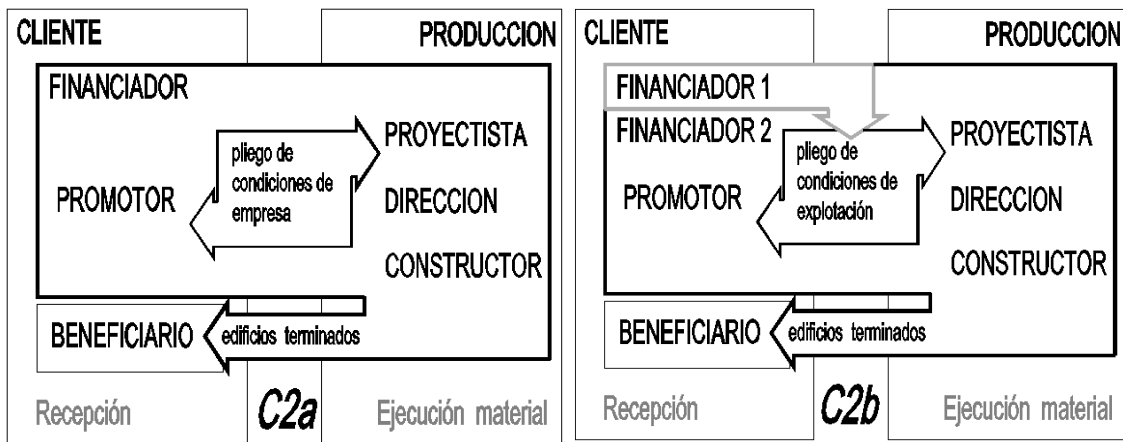 CLIENTE
PRODUCCION
FINANCIADOR
pliego de
condiciones de
empresa
PROYECTISTA
PROMOTOR
DIRECCION
CONSTRUCTOR
BENEFICIARIO
edificios terminados
Recepción
C2a
Ejecución material
CLIENTE
PRODUCCION
FINANCIADOR 1
FINANCIADOR 2
pliego de
condiciones de
explotación
PROYECTISTA
PROMOTOR
DIRECCION
CONSTRUCTOR
BENEFICIARIO
edificios terminados
Recepción
C2b
Ejecución material